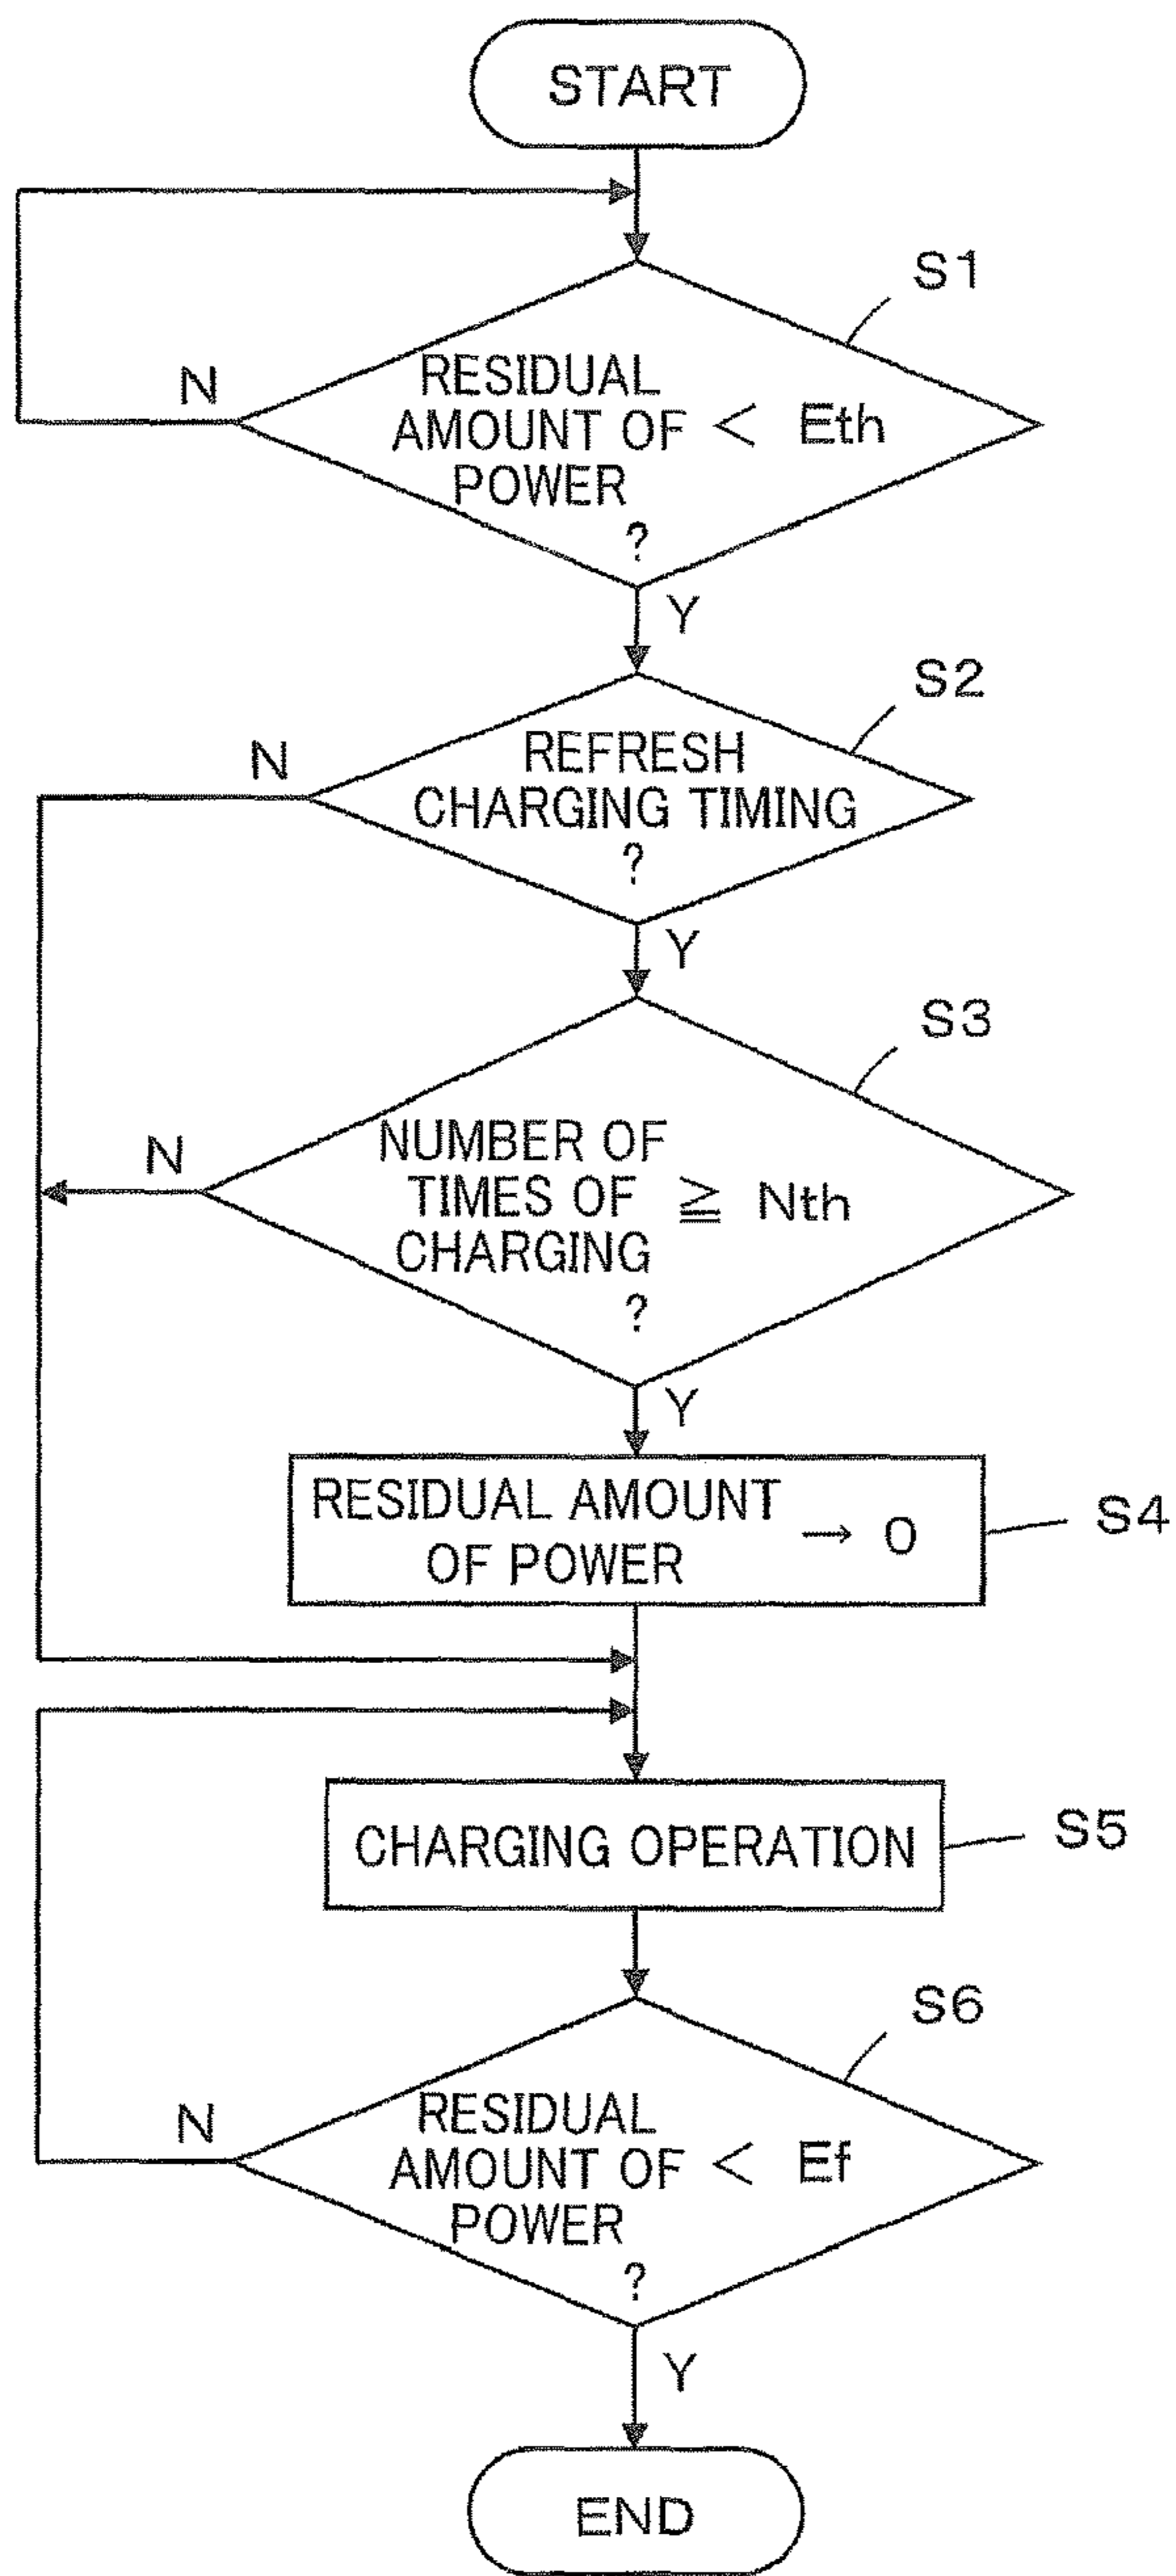 START
S1
N
RESIDUAL
AMOUNT OF < Eth
POWER
?
Y
S2
N
REFRESH
CHARGING TIMING
?
Y
S3
N
NUMBER OF
TIMES OF ≧ Nth
CHARGING
?
Y
RESIDUAL AMOUNT
OF POWER → 0
S4
CHARGING OPERATION
S5
S6
N
RESIDUAL
AMOUNT OF < Ef
POWER
?
Y
END